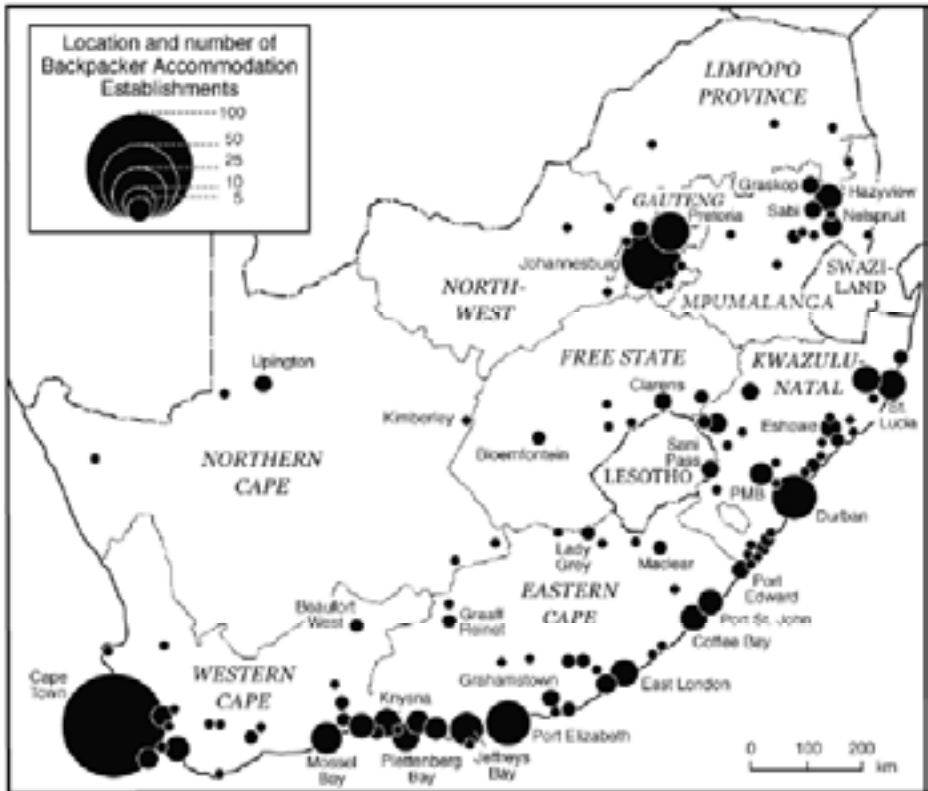 Location and number of
Backpacker Accommodation
Establishments
100
50
25
10
5
LIMPOPO
PROVINCE
Graskop
Hazyview
GAUTENG
Sabi
Pretoria
Nelspruit
Johannesburg
SWAZI-
LAND
NORTH-
WEST
MPUMALANGA
FREE STATE
KWAZULU-
NATAL
Upington
Clarens
Kimberley
St.
Lucia
Eshowe
Bloemfontein
Sani
Pass
NORTHERN
CAPE
LESOTHO
PMB
Durban
Lady
Grey
Maclear
Port
Edward
EASTERN
CAPE
Beaufort
West
Graaff
Reinet
Port St. John
Coffee Bay
WESTERN
CAPE
Cape
Town
Knysna
Grahamstown
East London
Port Elizabeth
Mossel
Bay
Plettenberg
Bay
Jeffreys
Bay
0 100 200
km